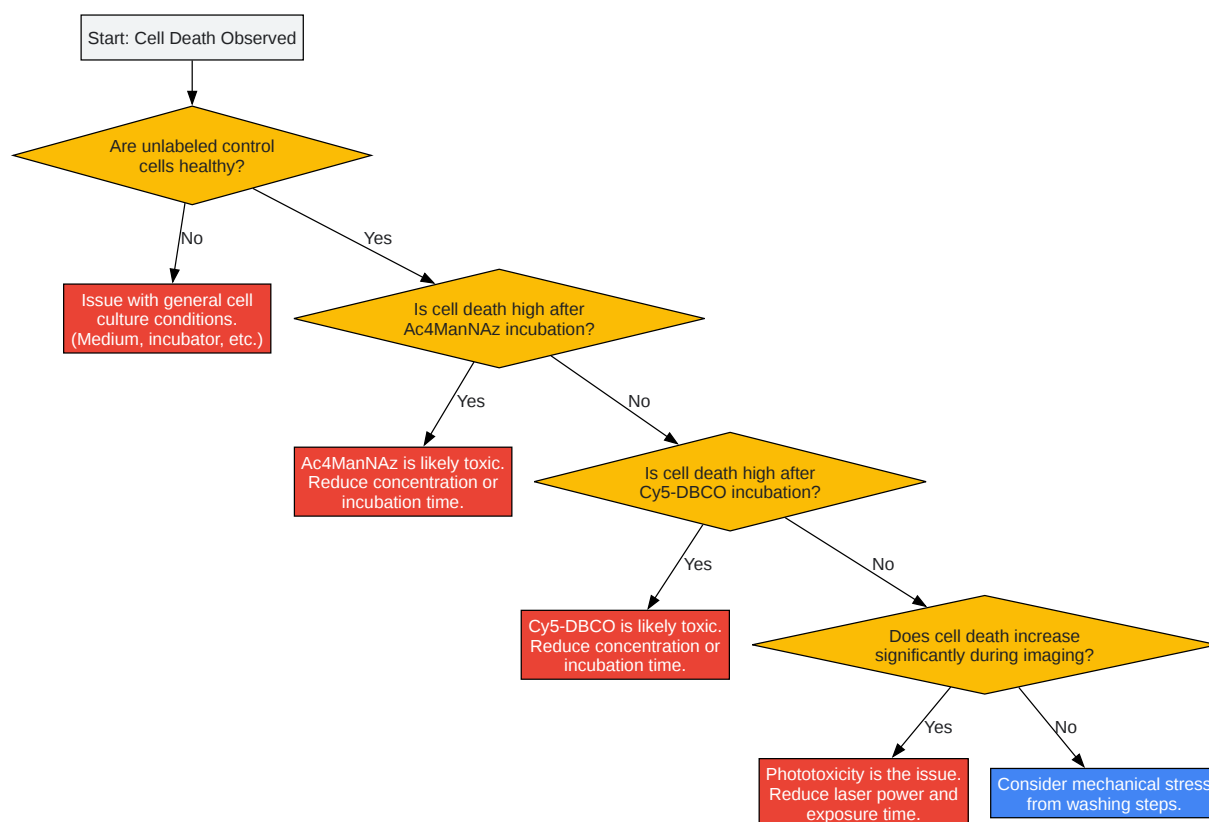 Start: Cell Death Observed
Are unlabeled control
cells healthy?
No
Yes
Issue with general cell
culture conditions.
(Medium, incubator, etc.)
Is cell death high after
Ac4ManNAz incubation?
Yes
No
Ac4ManNAz is likely toxic.
Reduce concentration or
incubation time.
Is cell death high after
Cy5-DBCO incubation?
Yes
No
Cy5-DBCO is likely toxic.
Reduce concentration or
incubation time.
Does cell death increase
significantly during imaging?
Yes
No
Phototoxicity is the issue.
Reduce laser power and
exposure time.
Consider mechanical stress
from washing steps.